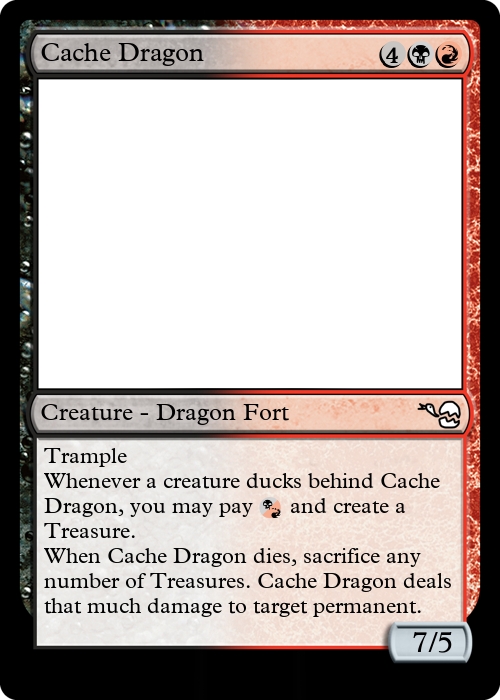 Cache Dragon 4
Creature - Dragon Fort
Trample
Whenever a creature ducks behind Cache
Dragon, you may pay and create a
Treasure.
When Cache Dragon dies, sacrifice any
number of Treasures. Cache Dragon deals
that much damage to target permanent.
7/5